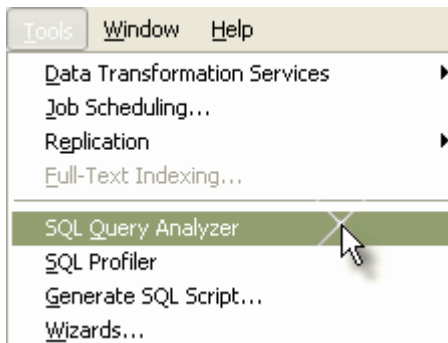 Tools Window Help
Data Transformation Services
Job Scheduling...
Replication
Full-Text Indexing...
SQL Query Analyzer
SQL Profiler
Generate SQL Script...
Wizards...